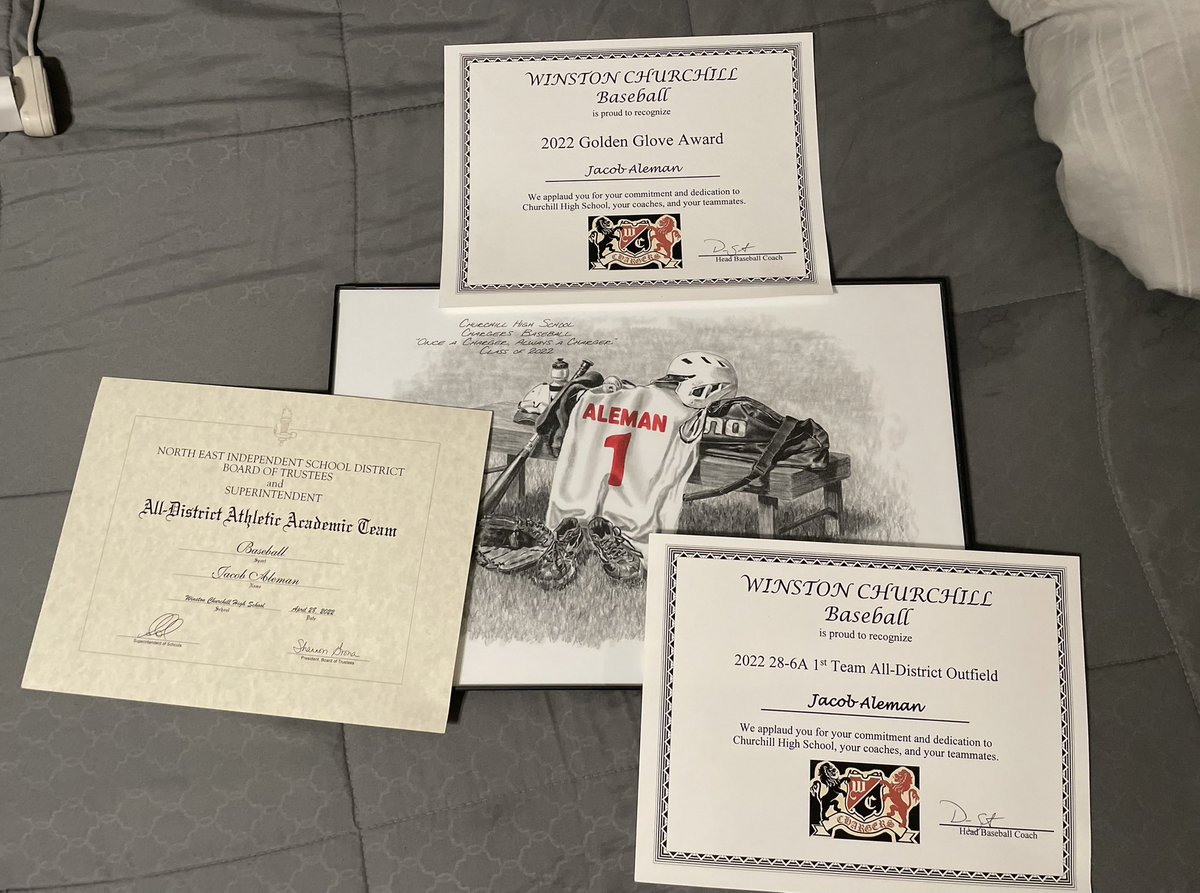 WINSTON CHURCHILL
Baseball
is proud to recognize
2022 Golden Glove Award
Jacob Aleman
We applaud you for your commitment and dedication to
Churchill High School, your coaches, and your teammates.
W C
CHARGERS
Head Baseball Coach
CHURCHILL HIGH SCHOOL
CHARGERS BASEBALL
"ONCE A CHARGER, ALWAYS A CHARGER"
CLASS OF 2022
ALEMAN
1
NORTH EAST INDEPENDENT SCHOOL DISTRICT
BOARD OF TRUSTEES
and
SUPERINTENDENT
All-District Athletic Academic Team
Baseball
Sport
Jacob Aleman
Name
Winston Churchill High School April 28, 2022
School Date
Superintendent of Schools
President, Board of Trustees
WINSTON CHURCHILL
Baseball
is proud to recognize
2022 28-6A 1st Team All-District Outfield
Jacob Aleman
We applaud you for your commitment and dedication to
Churchill High School, your coaches, and your teammates.
W C
CHARGERS
Head Baseball Coach